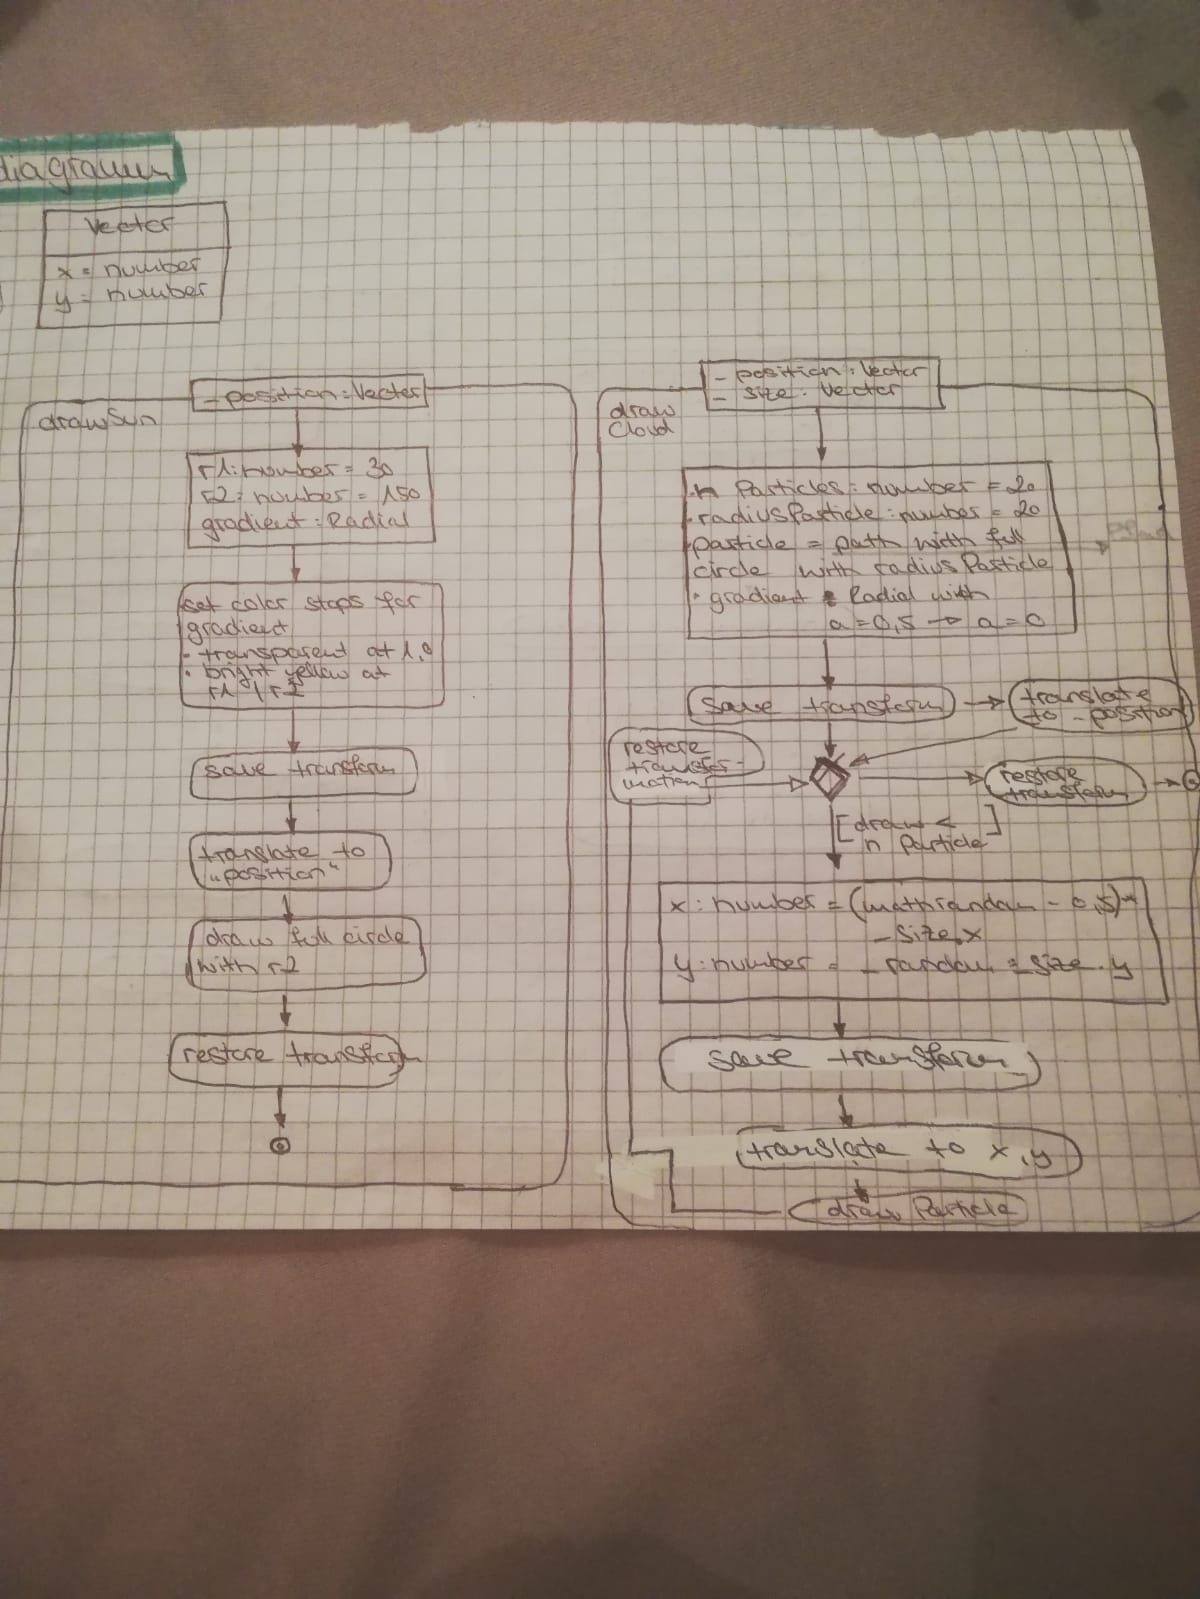 diagramm
Vector
x = number
y = number
- position : Vector
drawSun
r1: number = 30
r2: number = 150
gradient : Radial
set color stops for
gradient
- transparent at 1,0
· bright yellow at
r1 / r2
save transform
translate to
"position"
draw full circle
with r2
restore transform
- position : Vector
- size : Vector
draw
Cloud
n Particles : number = 20
· radiusParticle : number = 20
particle = path with full
circle with radius Particle
· gradient Radial with
a = 0,5 → a = 0
save transform
translate
to - position
restore
transfor-
mation
restore
transform
[draw <
n Particle]
x : number = (math random - 0,5)*
- size.x
y : number = - random * size.y
save transform
translate to x, y
draw Particle